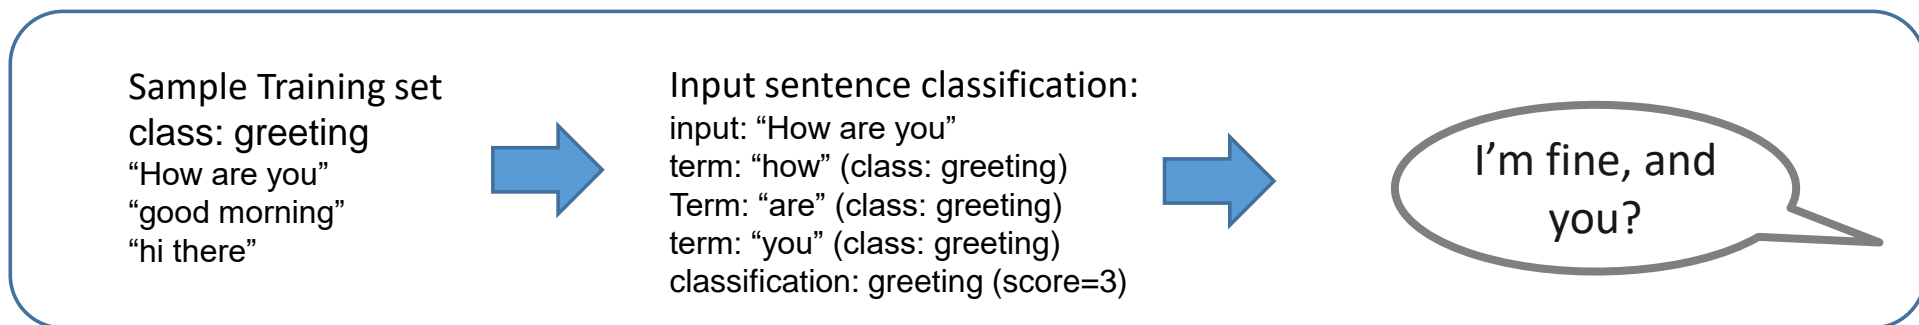 Sample Training set
class: greeting
“How are you”
“good morning”
“hi there”
Input sentence classification:
input: “How are you”
term: “how” (class: greeting)
Term: “are” (class: greeting)
term: “you” (class: greeting)
classification: greeting (score=3)
I’m fine, and
you?